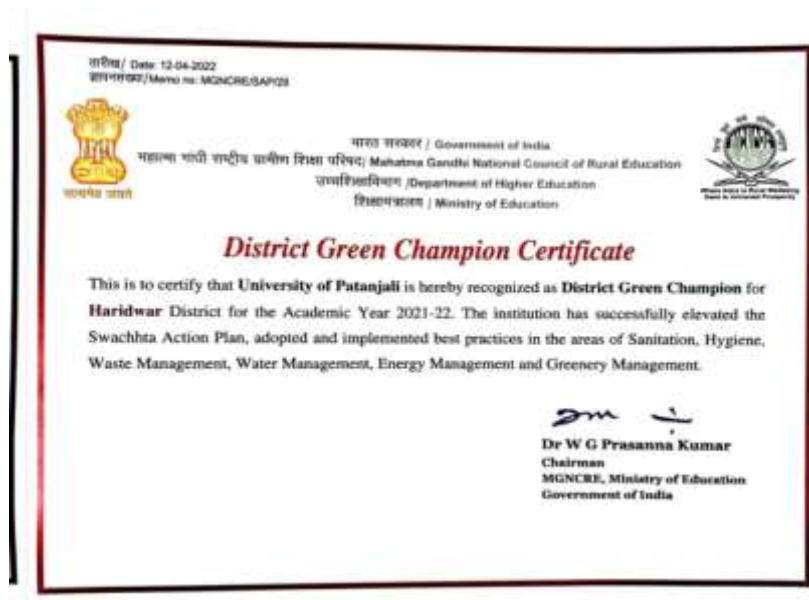 तारीख/ Date: 12-04-2022
ज्ञापनसंख्या/Memo no: MGNCRE/SAP/28
भारत सरकार / Government of India
महात्मा गांधी राष्ट्रीय ग्रामीण शिक्षा परिषद/ Mahatma Gandhi National Council of Rural Education
उच्चशिक्षाविभाग /Department of Higher Education
शिक्षामंत्रालय / Ministry of Education
सत्यमेव जयते
District Green Champion Certificate
This is to certify that University of Patanjali is hereby recognized as District Green Champion for
Haridwar District for the Academic Year 2021-22. The institution has successfully elevated the
Swachhta Action Plan, adopted and implemented best practices in the areas of Sanitation, Hygiene,
Waste Management, Water Management, Energy Management and Greenery Management.
Dr W G Prasanna Kumar
Chairman
MGNCRE, Ministry of Education
Government of India